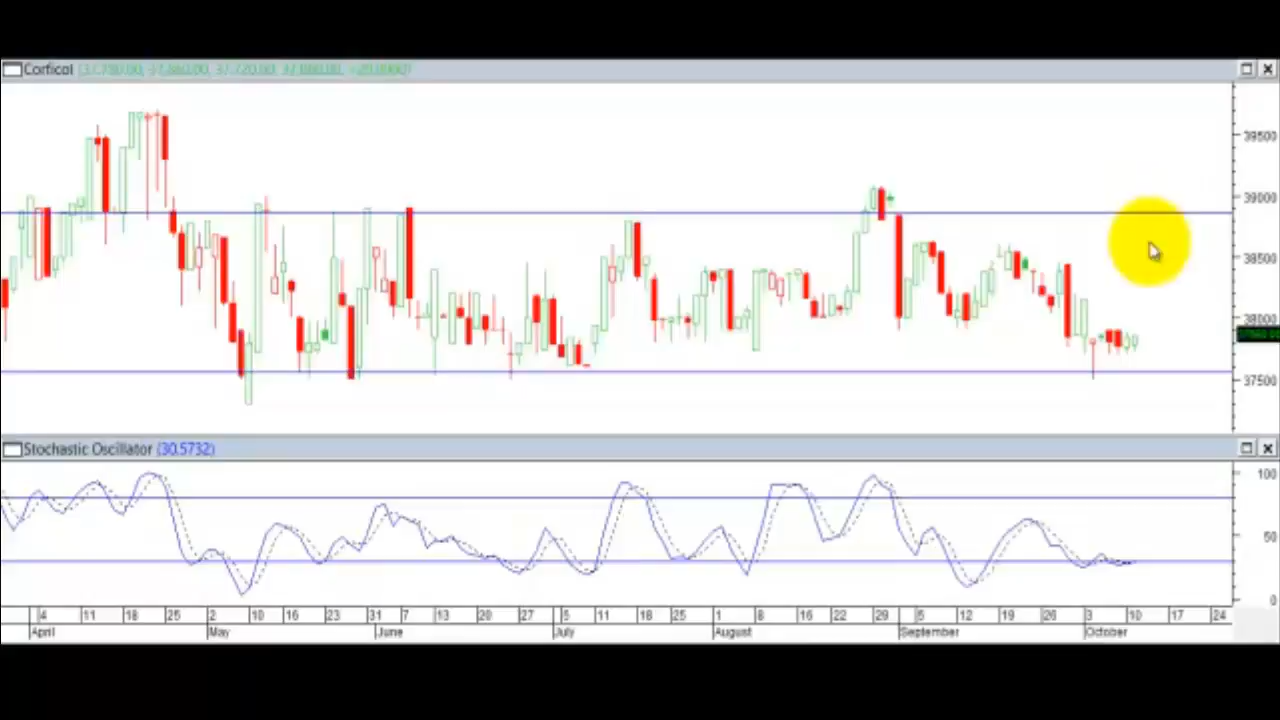 Corficol
39500
39000
38500
38000
37500
Stochastic Oscillator (30.5732)
100
50
0
4 11 18 25 2 10 16 23 31 7 13 20 27 5 11 18 25 1 8 16 22 29 5 12 19 26 3 10 17 24
April May June July August September October